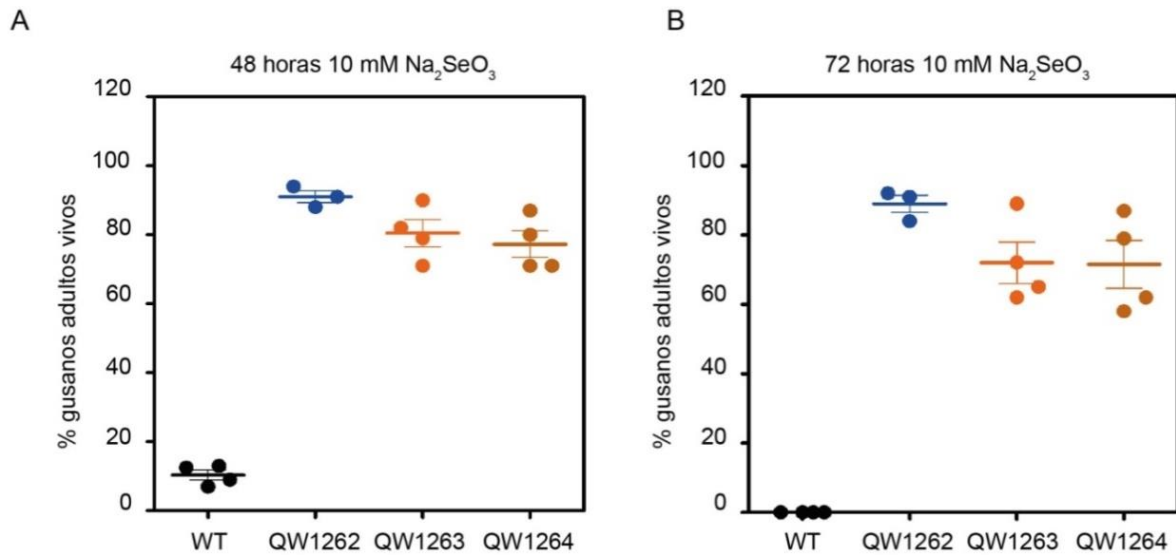 A
48 horas 10 mM Na₂SeO₃
% gusanos adultos vivos
120
100
80
60
40
20
0
WT QW1262 QW1263 QW1264
B
72 horas 10 mM Na₂SeO₃
% gusanos adultos vivos
120
100
80
60
40
20
0
WT QW1262 QW1263 QW1264